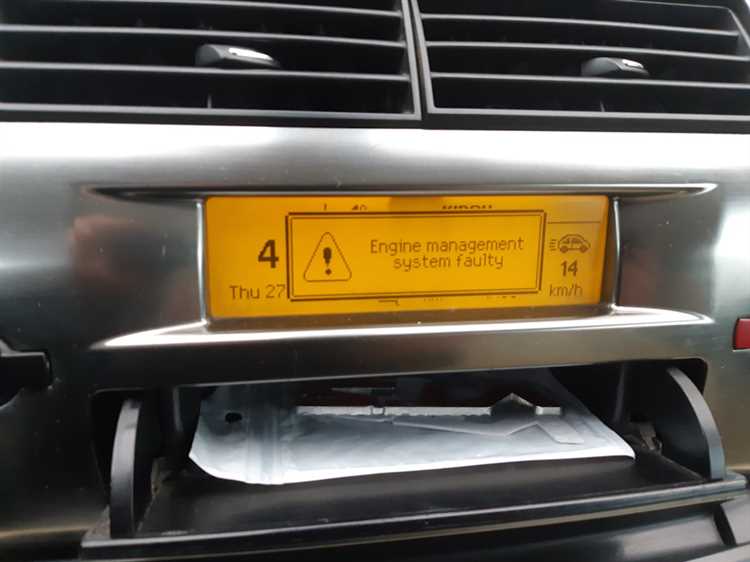 4
Engine management
system faulty
14
Thu 27
km/h